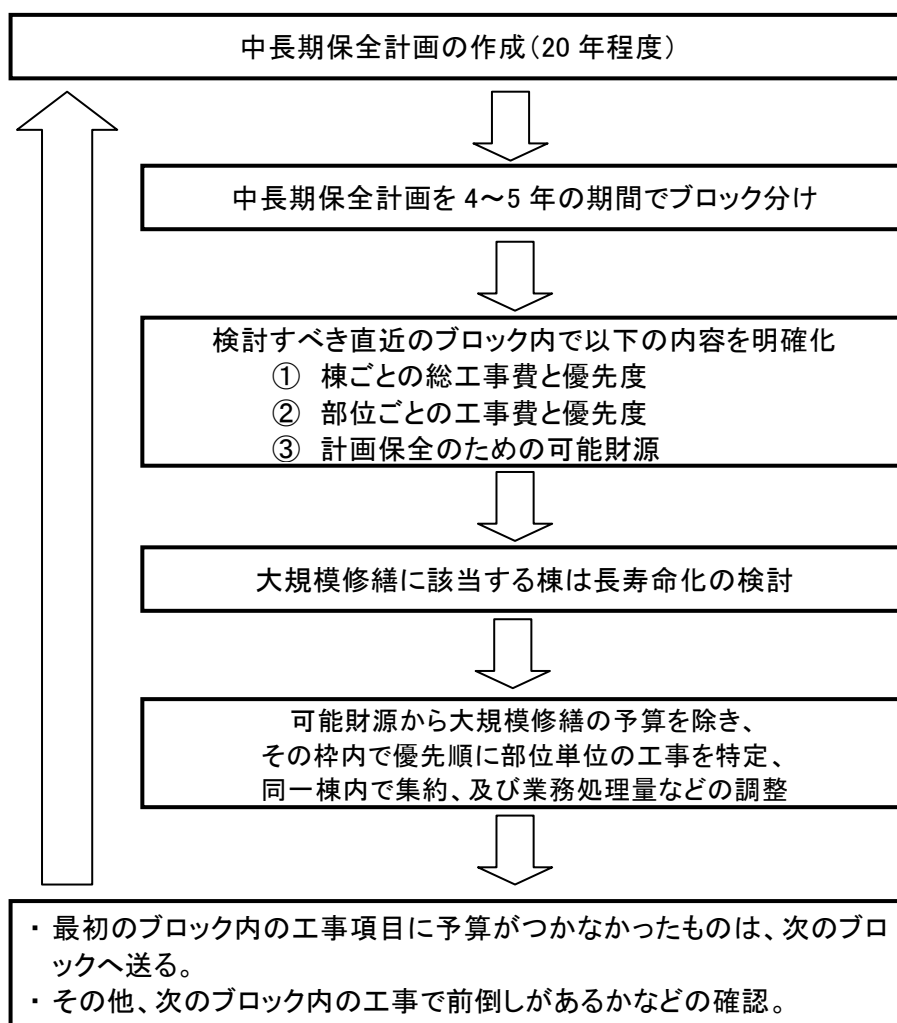 中長期保全計画の作成（20 年程度）
中長期保全計画を 4～5 年の期間でブロック分け
検討すべき直近のブロック内で以下の内容を明確化
① 棟ごとの総工事費と優先度
② 部位ごとの工事費と優先度
③ 計画保全のための可能財源
大規模修繕に該当する棟は長寿命化の検討
可能財源から大規模修繕の予算を除き、
その枠内で優先順に部位単位の工事を特定、
同一棟内で集約、及び業務処理量などの調整
・ 最初のブロック内の工事項目に予算がつかなかったものは、次のブロ
ックへ送る。
・ その他、次のブロック内の工事で前倒しがあるかなどの確認。